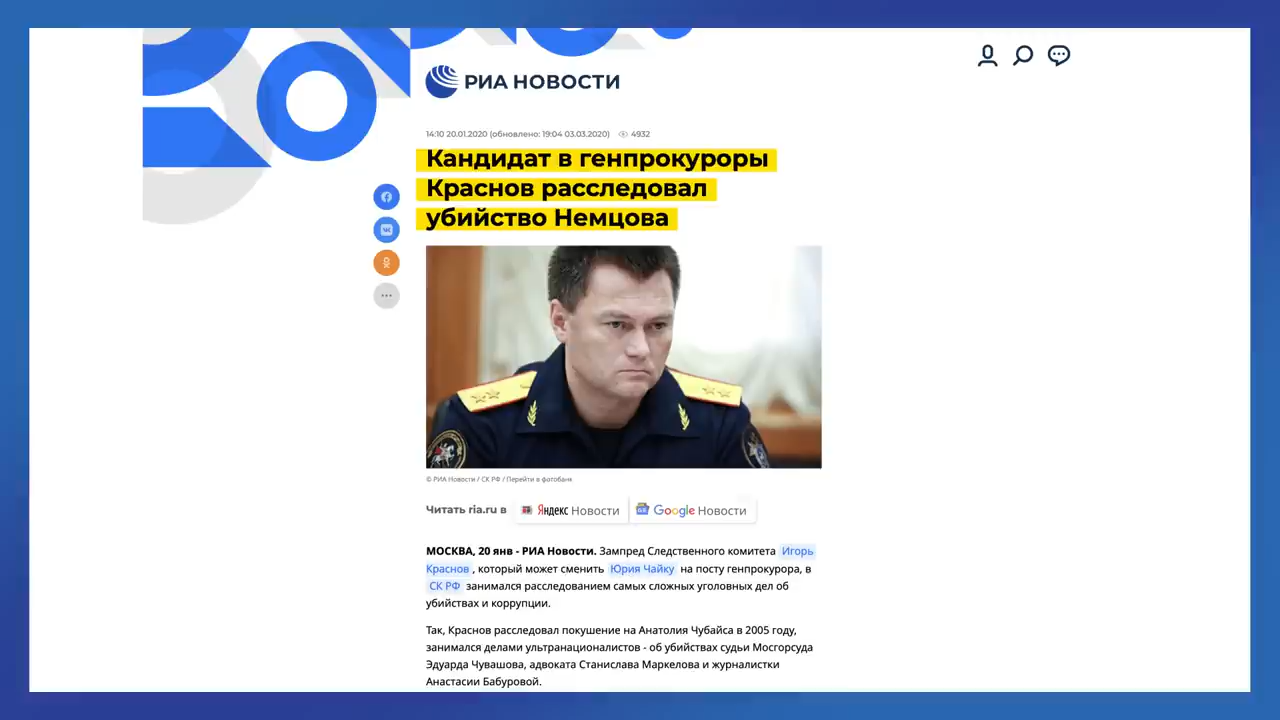 РИА НОВОСТИ
14:10 20.01.2020 (обновлено: 19:04 03.03.2020) 4932
Кандидат в генпрокуроры
Краснов расследовал
убийство Немцова
© РИА Новости / СК РФ / Перейти в фотобанк
Читать ria.ru в Яндекс Новости Google Новости
МОСКВА, 20 янв - РИА Новости. Зампред Следственного комитета Игорь
Краснов , который может сменить Юрия Чайку на посту генпрокурора, в
СК РФ занимался расследованием самых сложных уголовных дел об
убийствах и коррупции.
Так, Краснов расследовал покушение на Анатолия Чубайса в 2005 году,
занимался делами ультранационалистов - об убийствах судьи Мосгорсуда
Эдуарда Чувашова, адвоката Станислава Маркелова и журналистки
Анастасии Бабуровой.